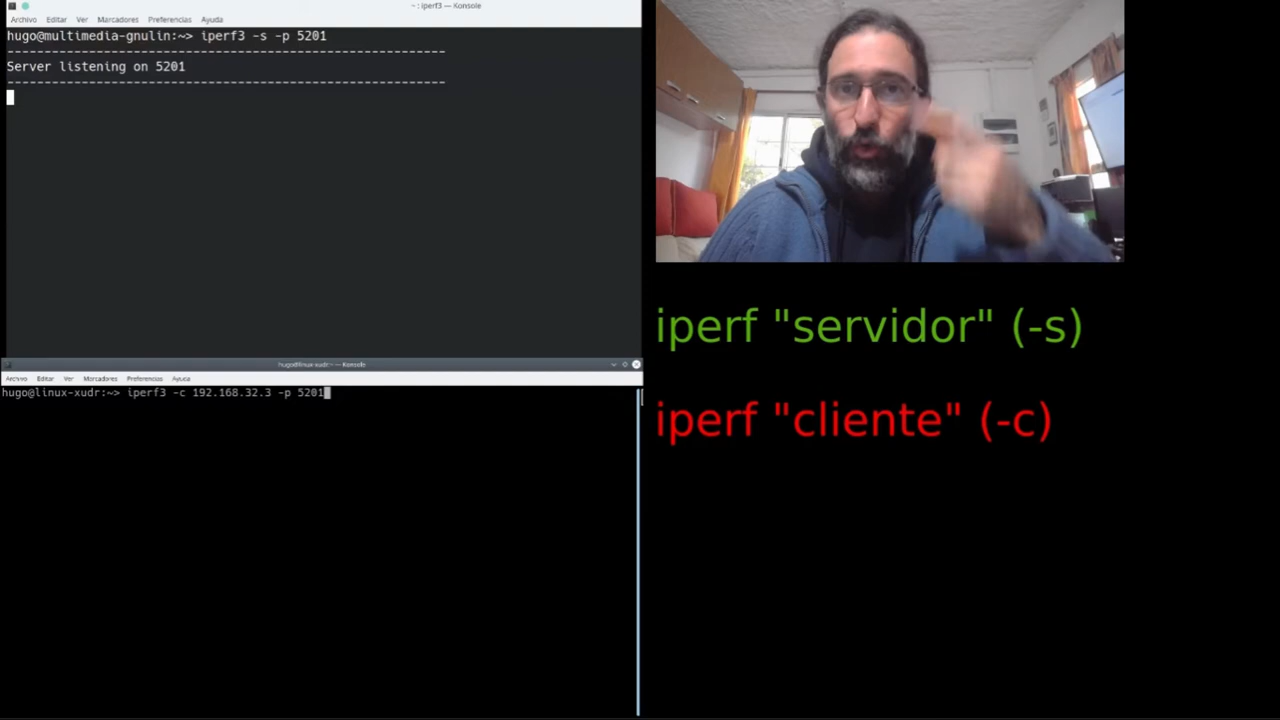 ~ : iperf3 — Konsole
Archivo Editar Ver Marcadores Preferencias Ayuda
hugo@multimedia-gnulin:~> iperf3 -s -p 5201
-----------------------------------------------------------
Server listening on 5201
-----------------------------------------------------------
hugo@linux-xudr:~ — Konsole
Archivo Editar Ver Marcadores Preferencias Ayuda
hugo@linux-xudr:~> iperf3 -c 192.168.32.3 -p 5201
iperf "servidor" (-s)
iperf "cliente" (-c)